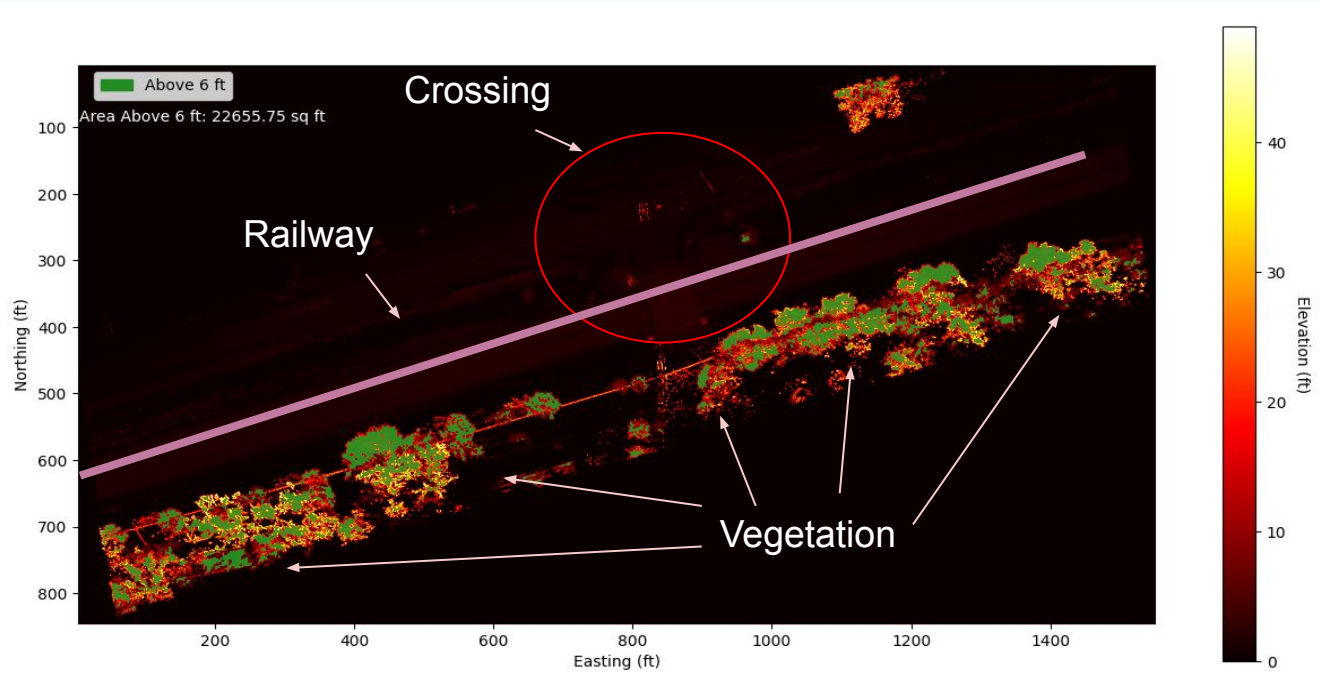 Above 6 ft
Area Above 6 ft: 22655.75 sq ft
Crossing
Railway
Vegetation
100
200
300
400
500
600
700
800
Northing (ft)
200
400
600
800
1000
1200
1400
Easting (ft)
40
30
20
10
0
Elevation (ft)